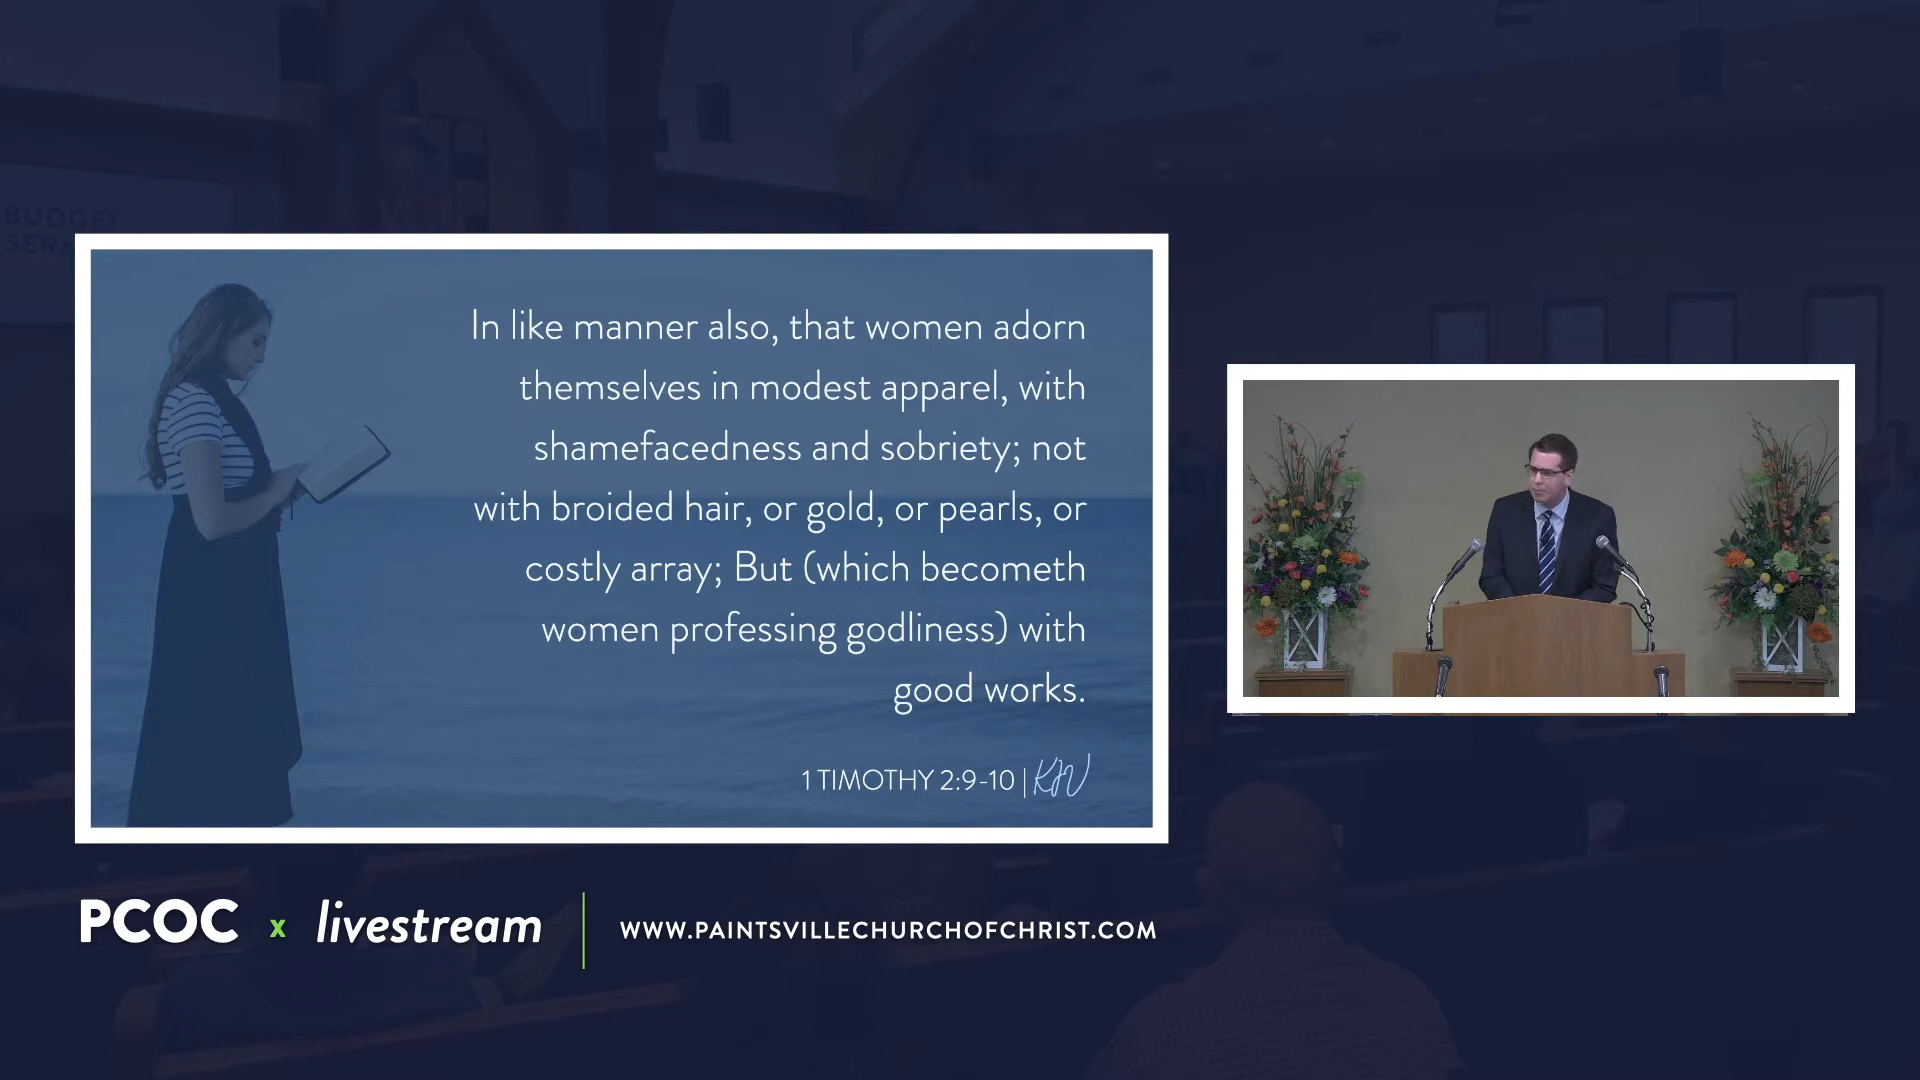 BUDGET
In like manner also, that women adorn
themselves in modest apparel, with
shamefacedness and sobriety; not
with broided hair, or gold, or pearls, or
costly array; But (which becometh
women professing godliness) with
good works.
1 TIMOTHY 2:9-10 | KJV
PCOC x livestream | WWW.PAINTSVILLECHURCHOFCHRIST.COM